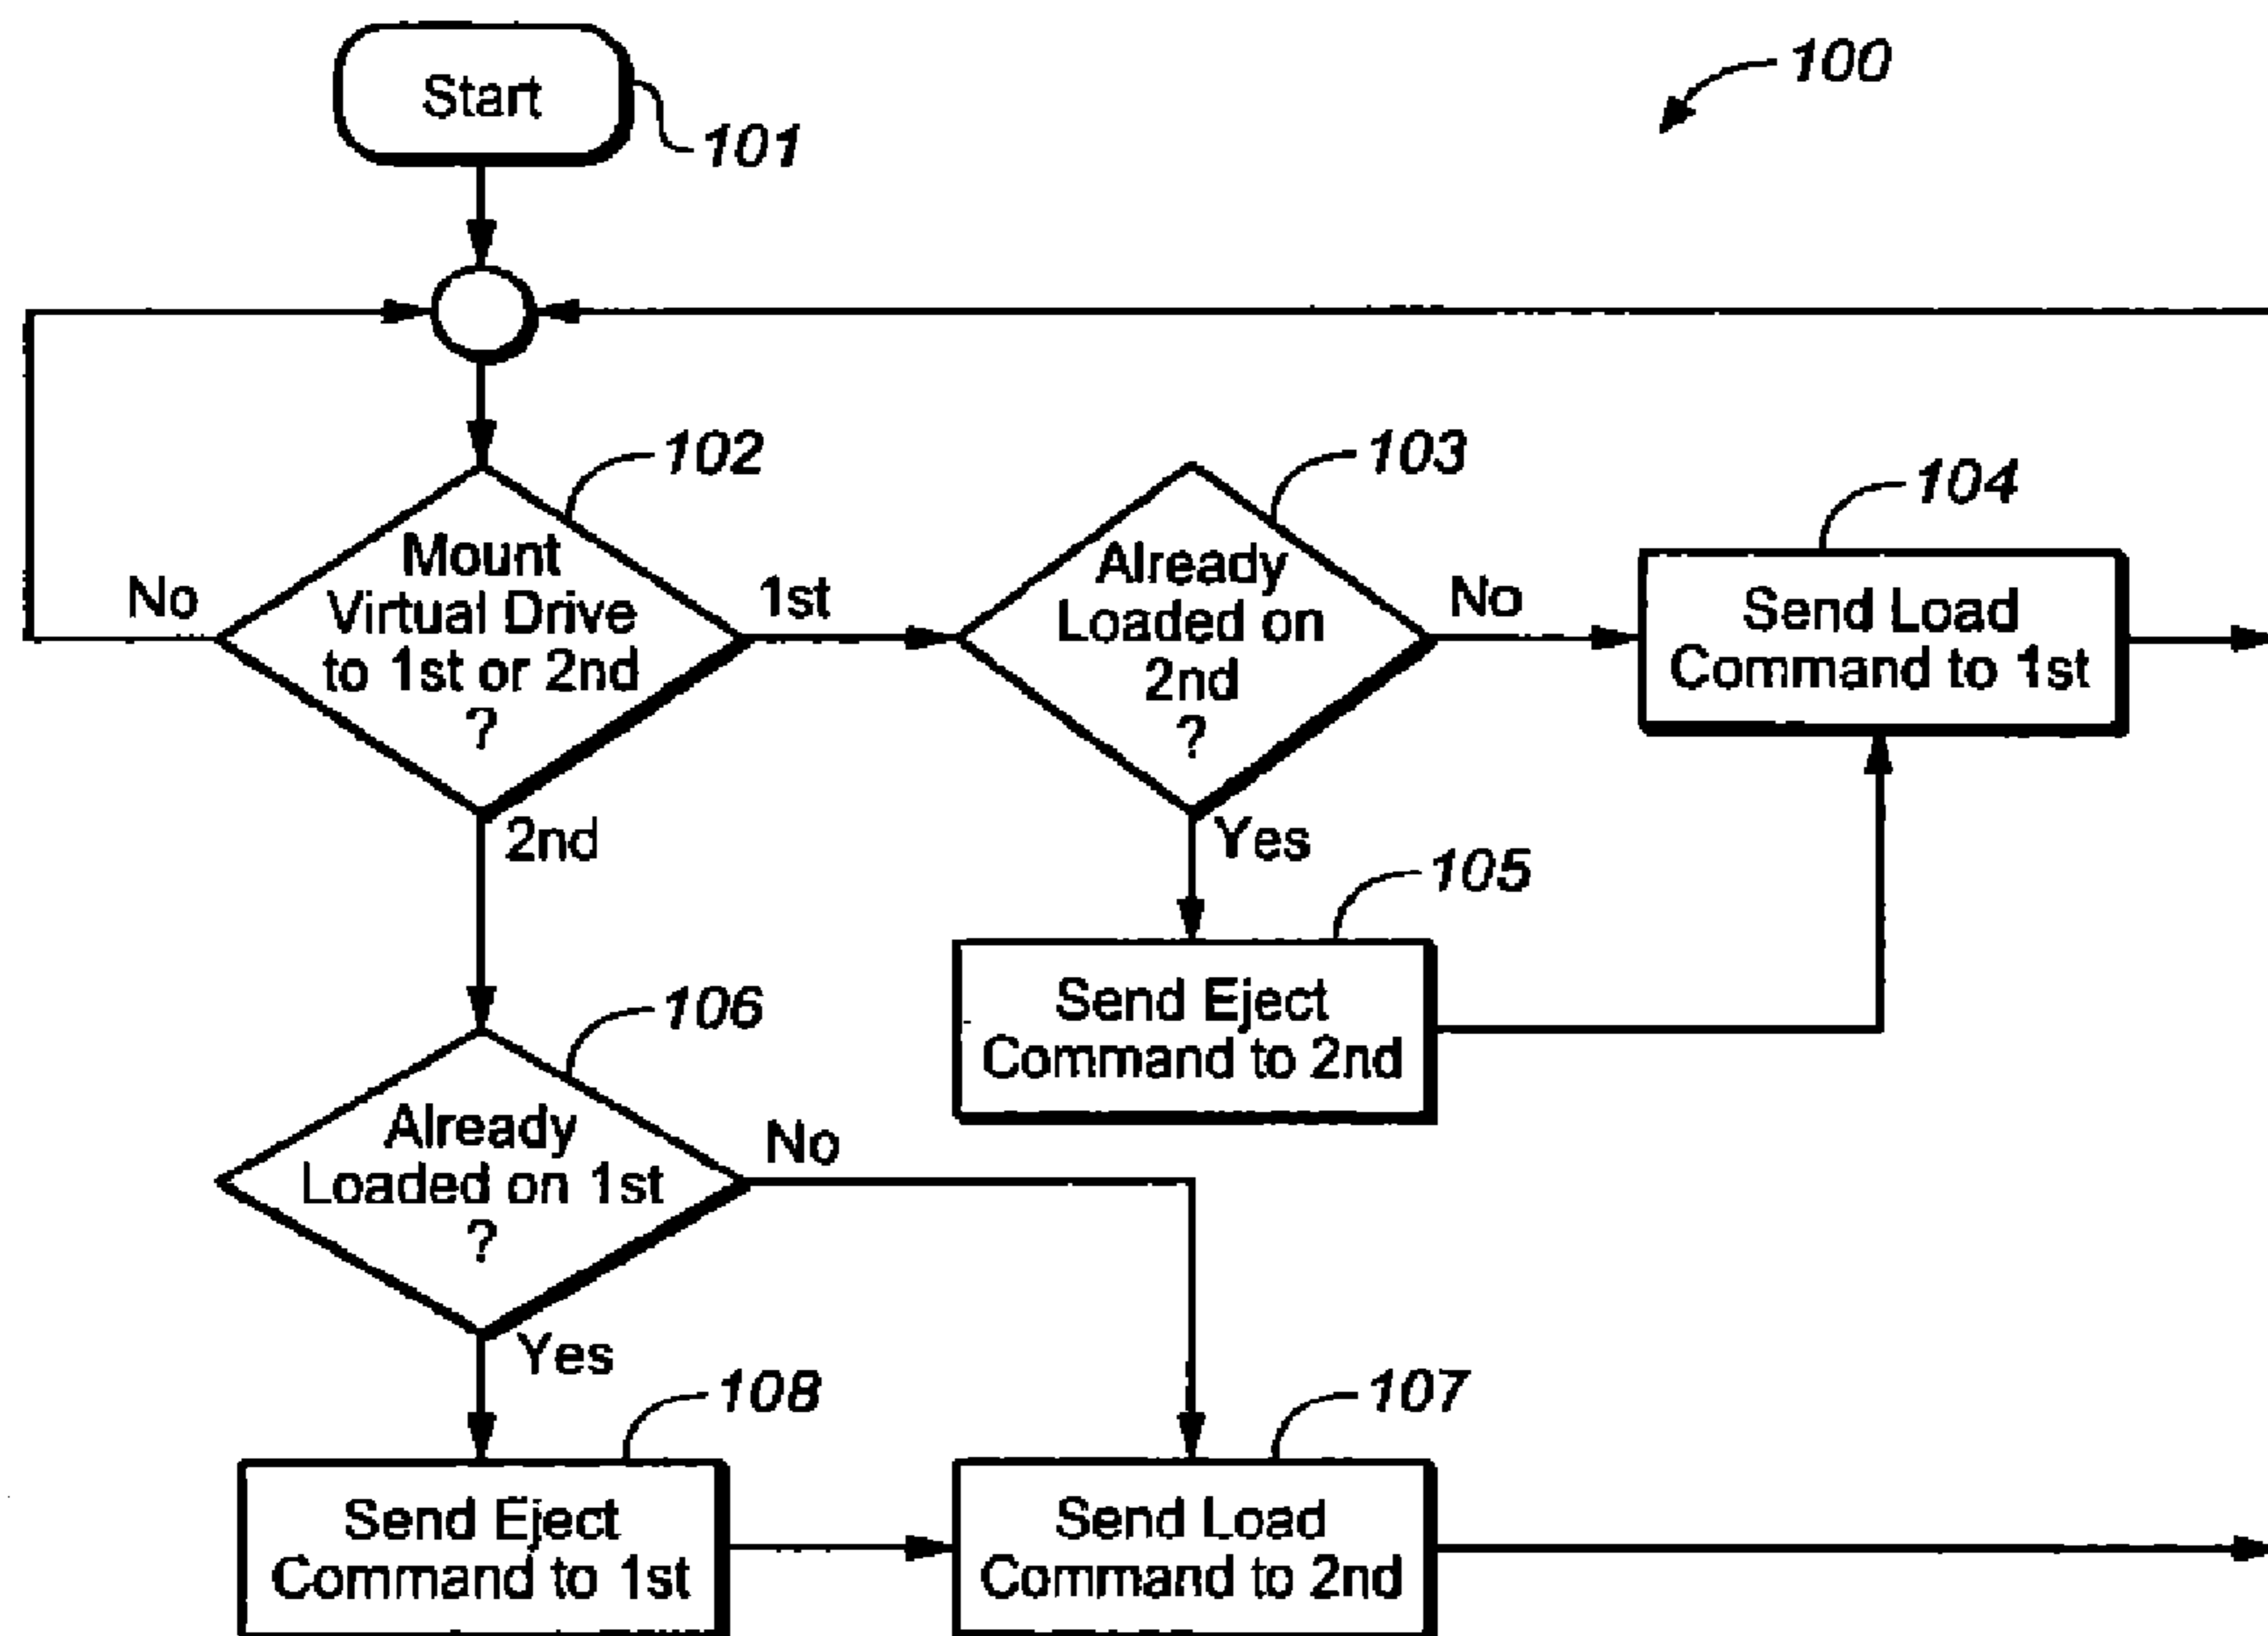 Start
101
100
102
Mount
Virtual Drive
to 1st or 2nd
?
No
1st
2nd
103
Already
Loaded on
2nd
?
No
Yes
104
Send Load
Command to 1st
105
Send Eject
Command to 2nd
106
Already
Loaded on 1st
?
No
Yes
108
Send Eject
Command to 1st
107
Send Load
Command to 2nd